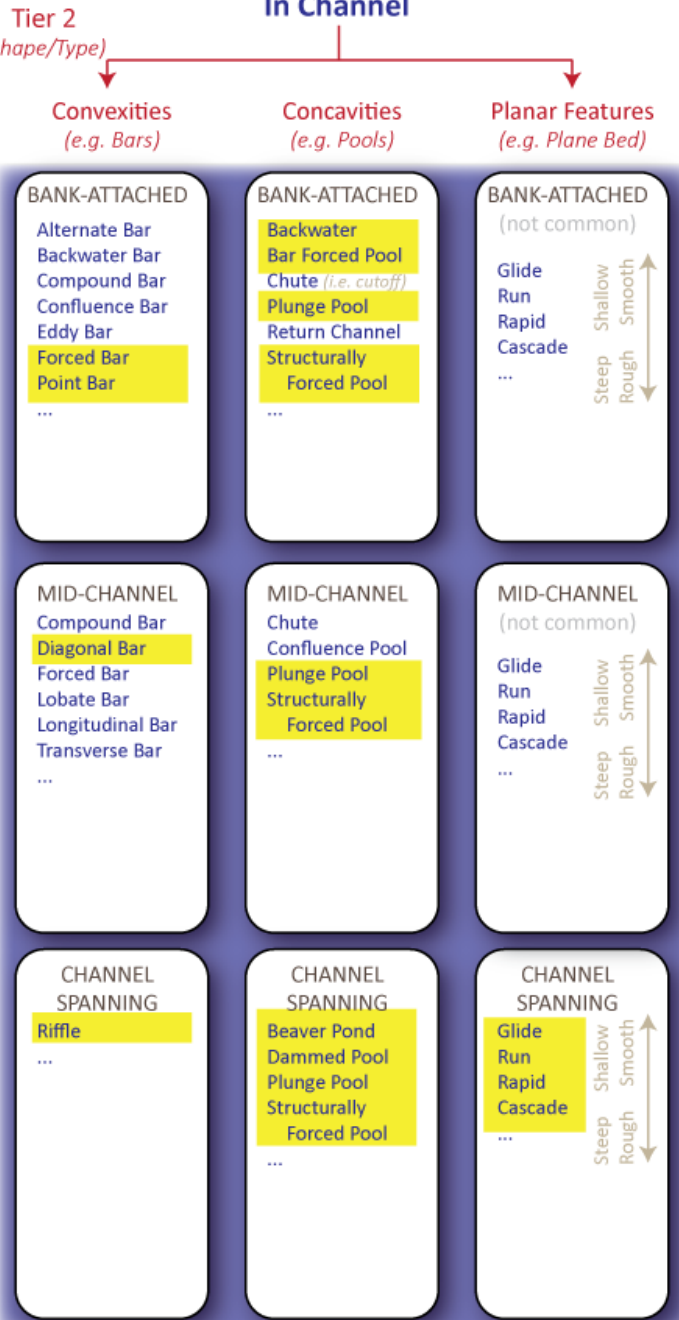 In Channel
Tier 2
hape/Type)
Convexities
(e.g. Bars)
Concavities
(e.g. Pools)
Planar Features
(e.g. Plane Bed)
BANK-ATTACHED
Alternate Bar
Backwater Bar
Compound Bar
Confluence Bar
Eddy Bar
Forced Bar
Point Bar
...
BANK-ATTACHED
Backwater
Bar Forced Pool
Chute (i.e. cutoff)
Plunge Pool
Return Channel
Structurally
Forced Pool
...
BANK-ATTACHED
(not common)
Glide
Run
Rapid
Cascade
...
Shallow
Smooth
Steep
Rough
MID-CHANNEL
Compound Bar
Diagonal Bar
Forced Bar
Lobate Bar
Longitudinal Bar
Transverse Bar
...
MID-CHANNEL
Chute
Confluence Pool
Plunge Pool
Structurally
Forced Pool
...
MID-CHANNEL
(not common)
Glide
Run
Rapid
Cascade
...
Shallow
Smooth
Steep
Rough
CHANNEL
SPANNING
Riffle
...
CHANNEL
SPANNING
Beaver Pond
Dammed Pool
Plunge Pool
Structurally
Forced Pool
...
CHANNEL
SPANNING
Glide
Run
Rapid
Cascade
...
Shallow
Smooth
Steep
Rough